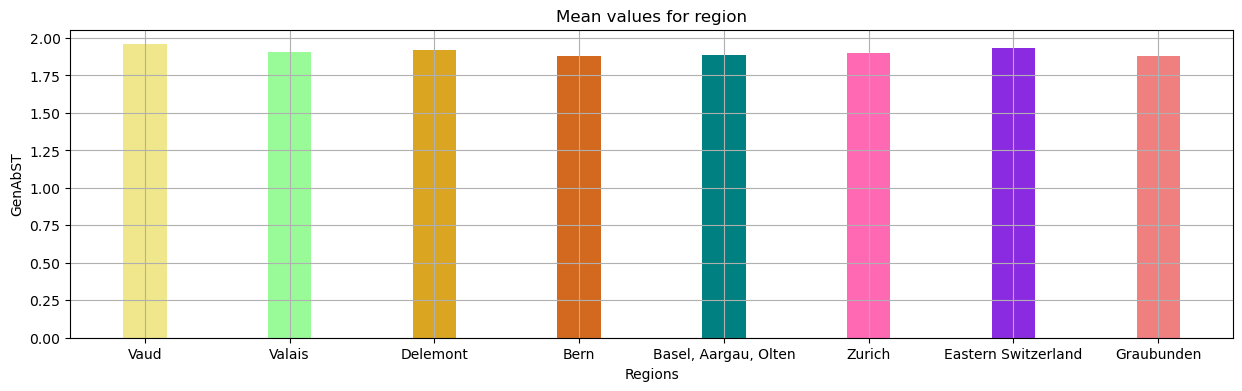 Mean values for region
2.00
1.75
1.50
1.25
1.00
0.75
0.50
0.25
0.00
GenAbST
Vaud Valais Delemont Bern Basel, Aargau, Olten Zurich Eastern Switzerland Graubunden
Regions